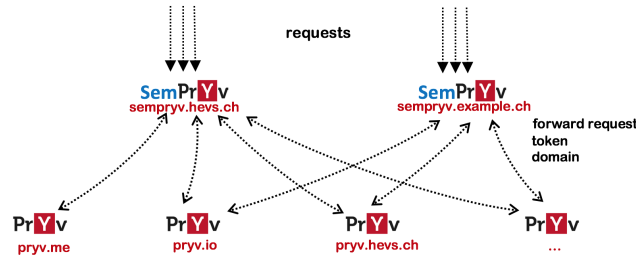 requests
SemPrYv
sempryv.hevs.ch
SemPrYv
sempryv.example.ch
forward request
token
domain
PrYv
pryv.me
PrYv
pryv.io
PrYv
pryv.hevs.ch
PrYv
...